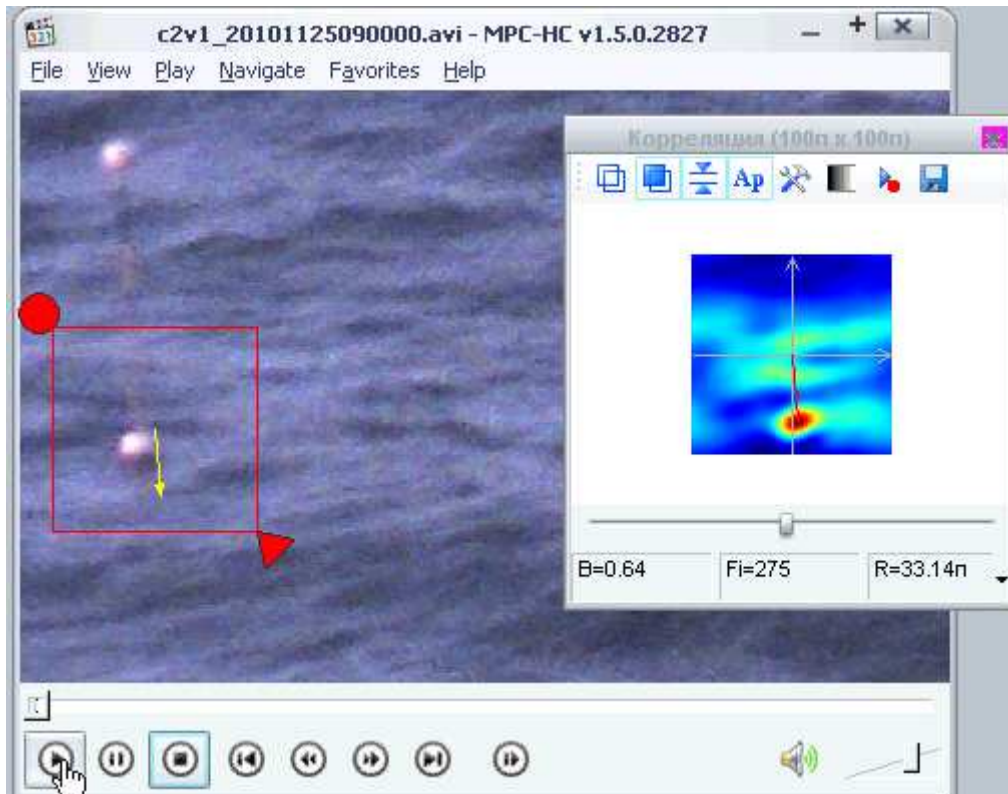 c2v1_20101125090000.avi - MPC-HC v1.5.0.2827
File View Play Navigate Favorites Help
Корреляция (100п x 100п)
Ap
B=0.64 Fi=275 R=33.14п